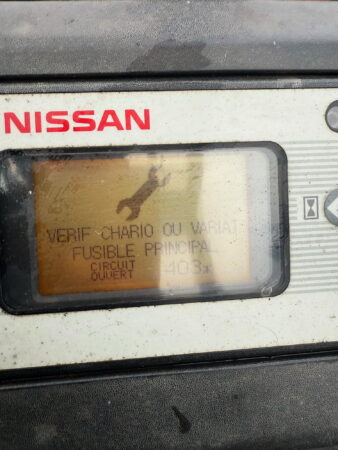 NISSAN
VERIF CHARIO OU VARIAT
FUSIBLE PRINCIPAL
CIRCUIT
OUVERT 403*